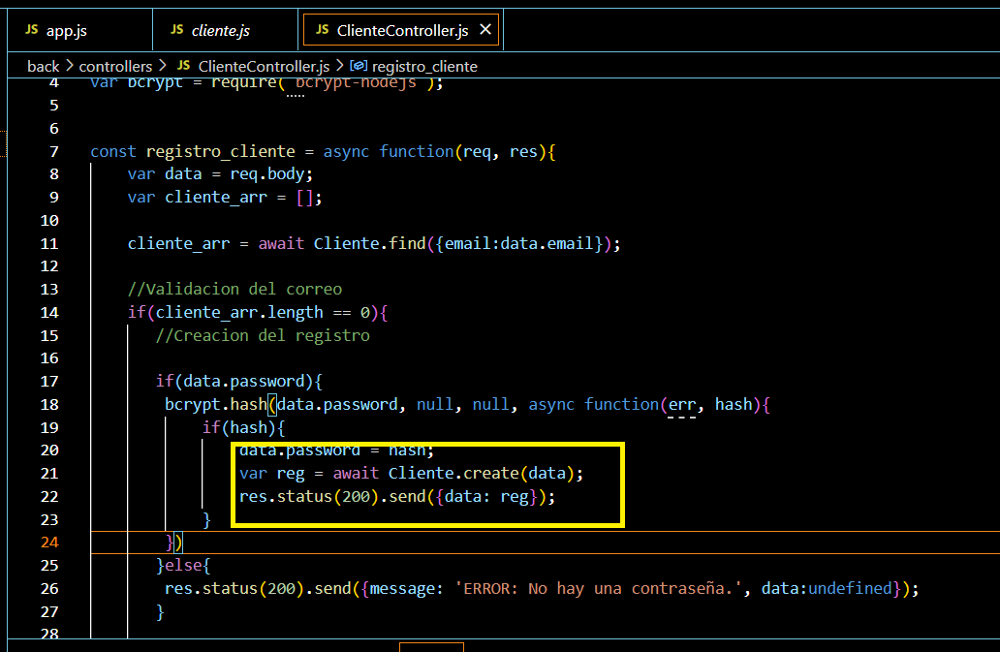 JS app.js JS cliente.js JS ClienteController.js ✕
back > controllers > JS ClienteController.js > registro_cliente
4 var bcrypt = require('bcrypt-nodejs');
5
6
7 const registro_cliente = async function(req, res){
8 var data = req.body;
9 var cliente_arr = [];
10
11 cliente_arr = await Cliente.find({email:data.email});
12
13 //Validacion del correo
14 if(cliente_arr.length == 0){
15 //Creacion del registro
16
17 if(data.password){
18 bcrypt.hash(data.password, null, null, async function(err, hash){
19 if(hash){
20 data.password = hash;
21 var reg = await Cliente.create(data);
22 res.status(200).send({data: reg});
23 }
24 })
25 }else{
26 res.status(200).send({message: 'ERROR: No hay una contraseña.', data:undefined});
27 }
28